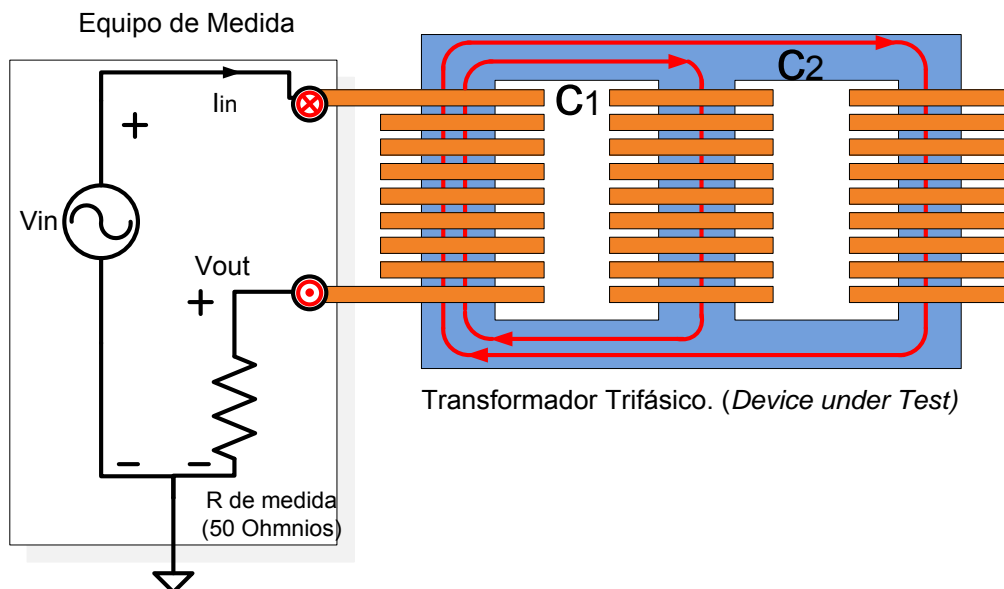 Equipo de Medida
Iin
+
Vin
Vout
+
R de medida
(50 Ohmnios)
C1
C2
Transformador Trifásico. (Device under Test)